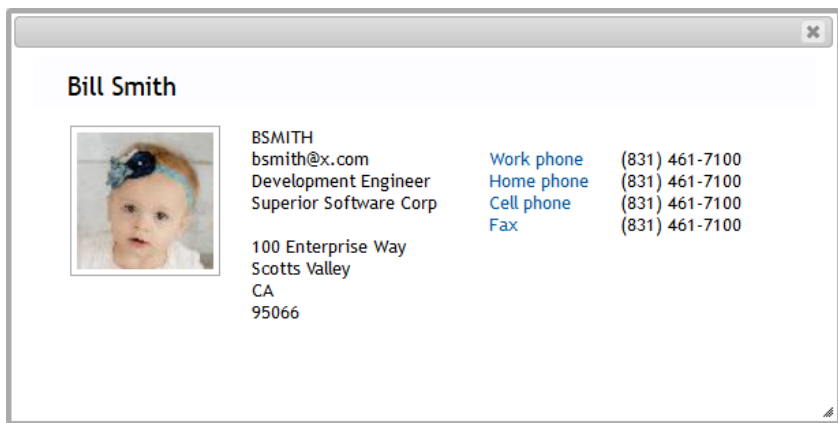 Bill Smith
BSMITH
bsmith@x.com
Development Engineer
Superior Software Corp
100 Enterprise Way
Scotts Valley
CA
95066
Work phone (831) 461-7100
Home phone (831) 461-7100
Cell phone (831) 461-7100
Fax (831) 461-7100